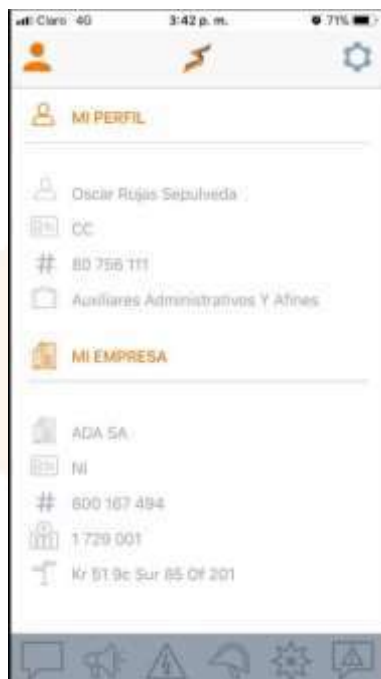 Claro 4G 3:42 p. m. 71%
MI PERFIL
Oscar Rojas Sepulveda
CC
# 80 756 111
Auxiliares Administrativos Y Afines
MI EMPRESA
ADA SA
NI
# 800 167 494
1 729 001
Kr 51 9c Sur 85 Of 201